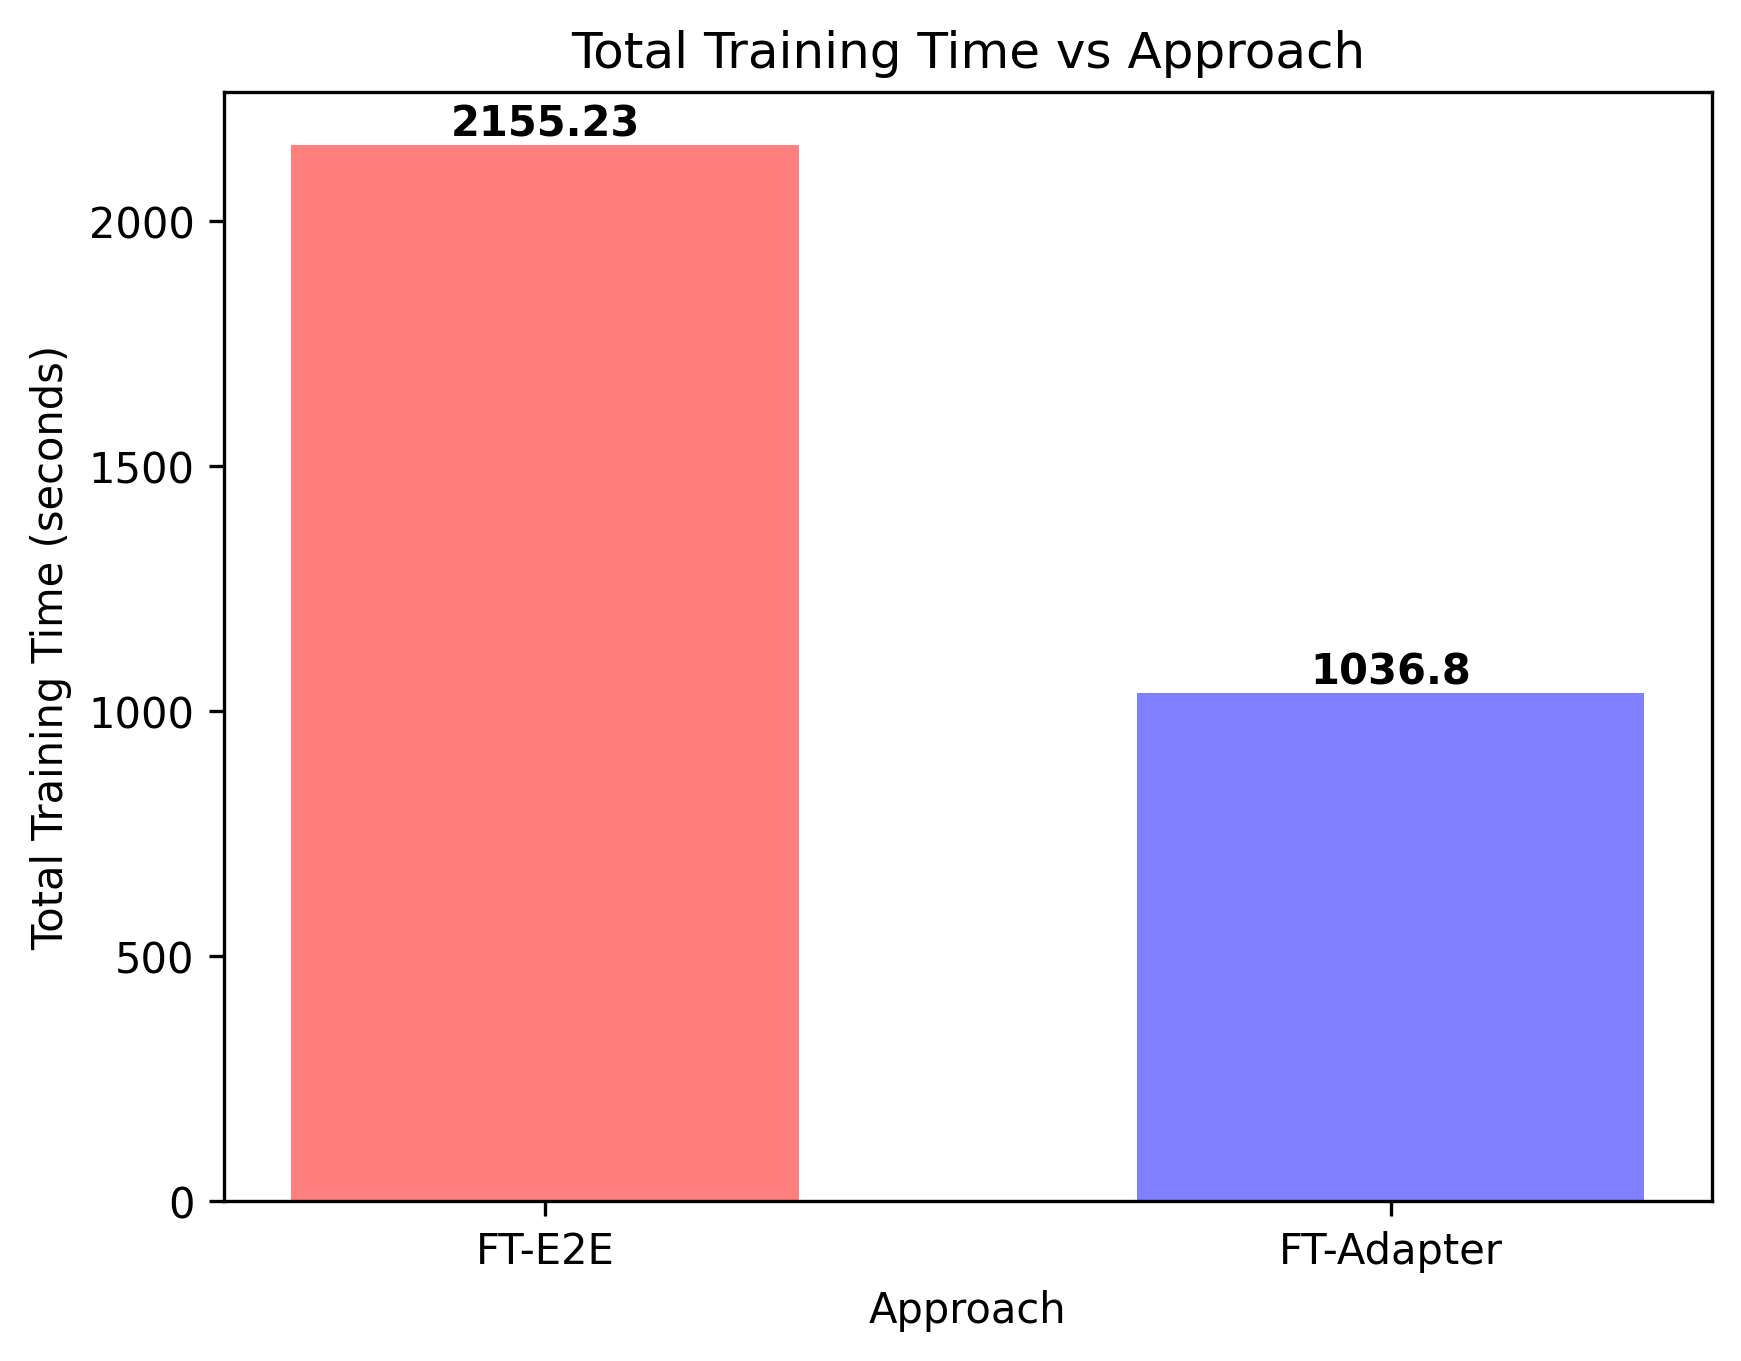 Total Training Time vs Approach
2155.23
2000
1500
1036.8
1000
500
0
Total Training Time (seconds)
FT-E2E
FT-Adapter
Approach